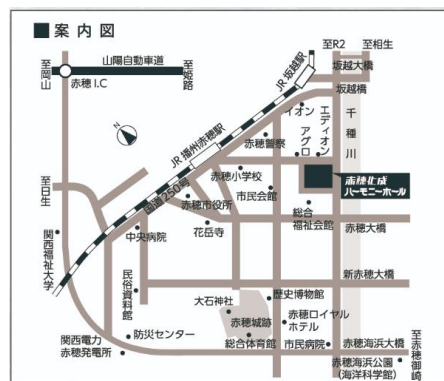 ■案内図
至R2 至相生
山陽自動車道
至岡山
至姫路
赤穂I.C
JR 坂越駅
坂越大橋
坂越橋
イオン
エディオン
アグロ
千種川
赤穂警察
JR 播州赤穂駅
赤穂小学校
市民会館
赤穂化成
ハーモニーホール
至日生
国道250号
赤穂市役所
総合
福祉会館
赤穂大橋
花岳寺
中央病院
関西福祉大学
民俗資料館
新赤穂大橋
大石神社
歴史博物館
赤穂城跡
赤穂ロイヤル
ホテル
総合体育館
防災センター
関西電力
赤穂発電所
市民病院
赤穂海浜大橋
赤穂海浜公園
(海洋科学館)
至赤穂御崎